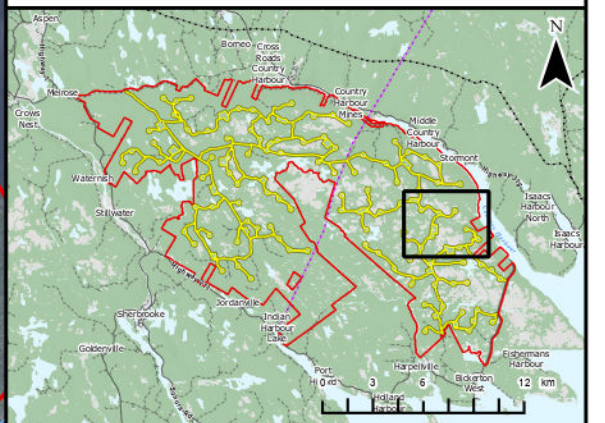 Aspen
N
Borneo
Cross
Roads
Country
Harbour
Highway
Melrose
Country
Harbour
Mines
Crows
Nest
Middle
Country
Harbour
Stormont
Waternish
Isaacs
Harbour
North
Stillwater
Isaacs
Harbour
Jordanville
Sherbrooke
Indian
Harbour
Lake
Goldenville
Fishermans
Harbour
Port
Harpellville
Bickerton
West
Holland
Harbour
0 3 6 12 km